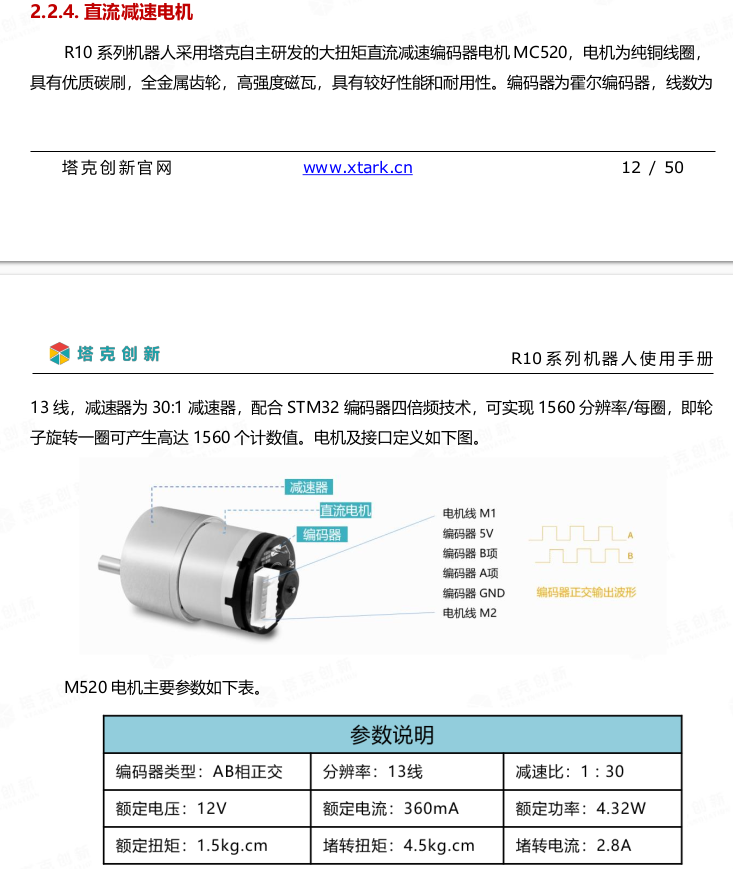 2.2.4. 直流减速电机
R10 系列机器人采用塔克自主研发的大扭矩直流减速编码器电机 MC520，电机为纯铜线圈，
具有优质碳刷，全金属齿轮，高强度磁瓦，具有较好性能和耐用性。编码器为霍尔编码器，线数为
塔克创新官网 www.xtark.cn 12 / 50
塔克创新 R10 系列机器人使用手册
13 线，减速器为 30:1 减速器，配合 STM32 编码器四倍频技术，可实现 1560 分辨率/每圈，即轮
子旋转一圈可产生高达 1560 个计数值。电机及接口定义如下图。
减速器
直流电机
编码器
电机线 M1
编码器 5V
编码器 B项
编码器 A项
编码器 GND
电机线 M2
A
B
编码器正交输出波形
M520 电机主要参数如下表。
参数说明
编码器类型：AB相正交 分辨率：13线 减速比：1：30
额定电压：12V 额定电流：360mA 额定功率：4.32W
额定扭矩：1.5kg.cm 堵转扭矩：4.5kg.cm 堵转电流：2.8A